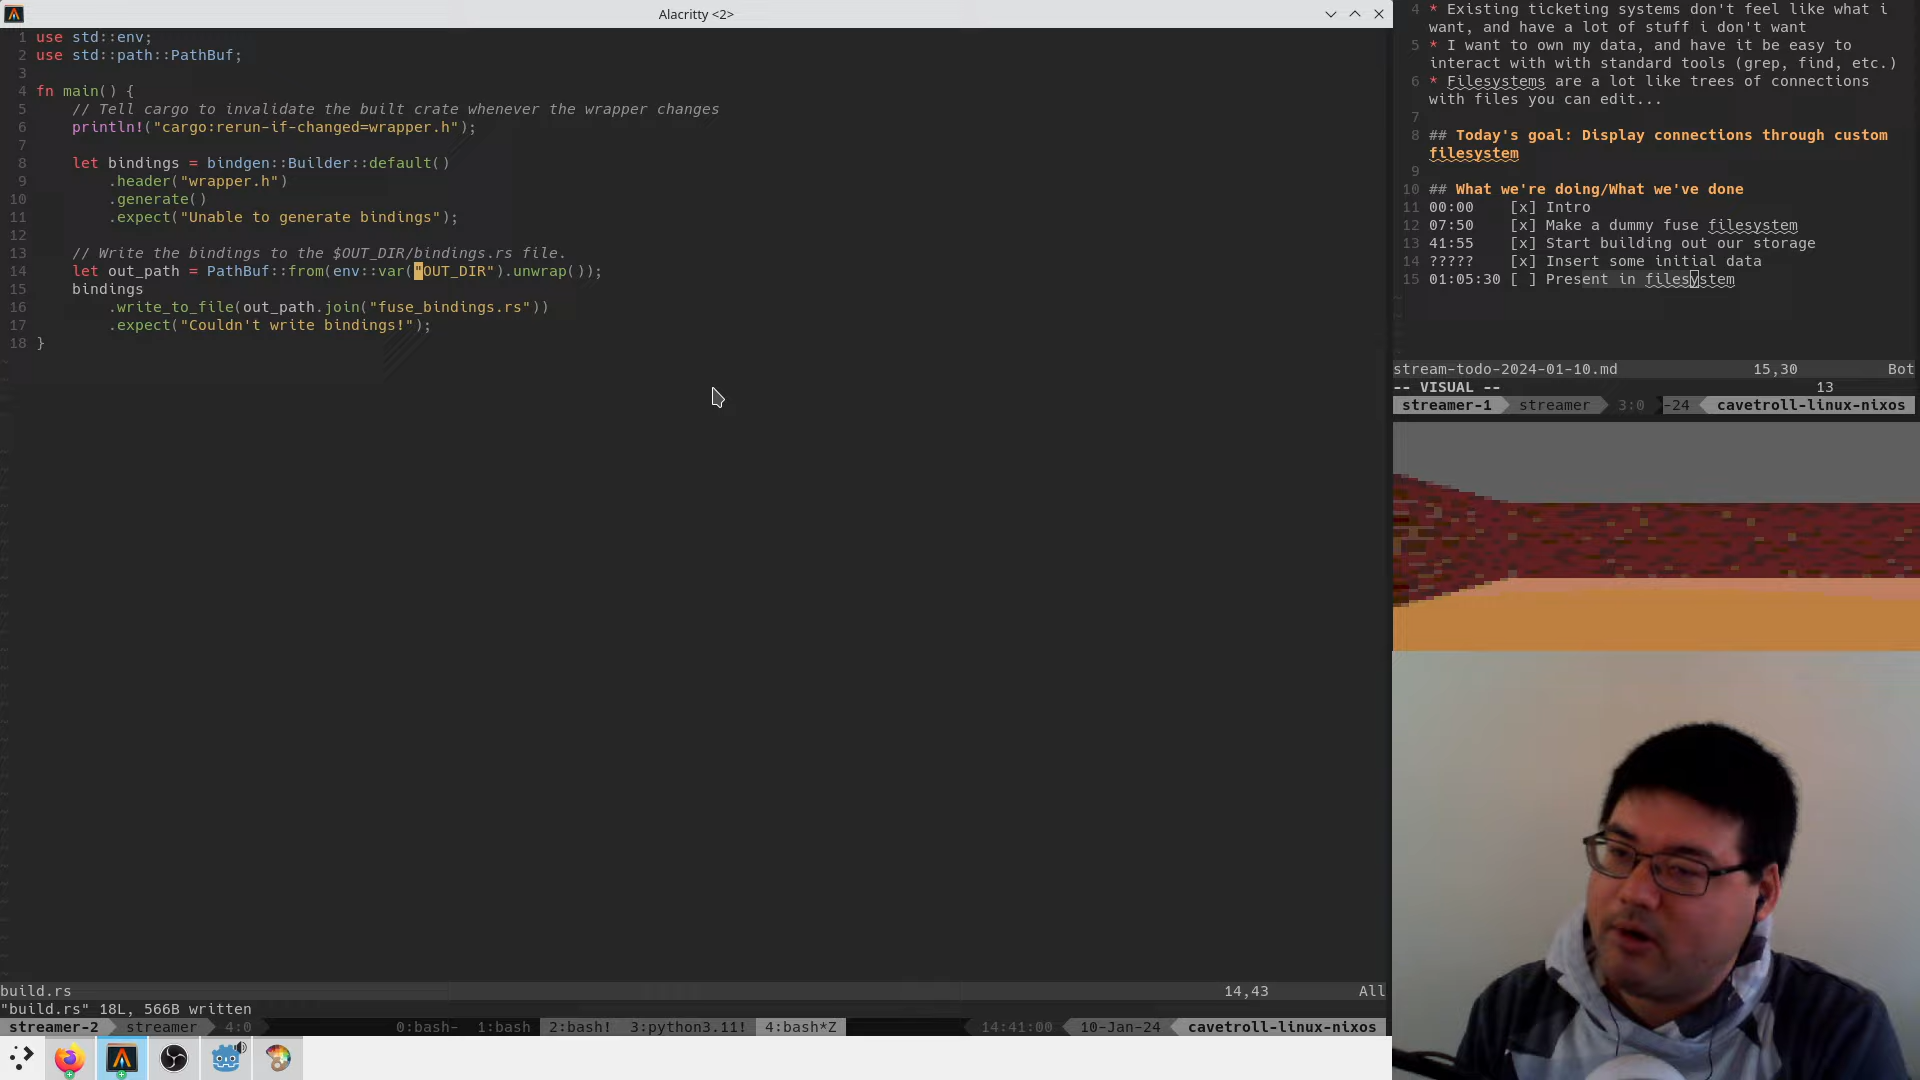 Alacritty <2>
1 use std::env;
2 use std::path::PathBuf;
3
4 fn main() {
5 // Tell cargo to invalidate the built crate whenever the wrapper changes
6 println!("cargo:rerun-if-changed=wrapper.h");
7
8 let bindings = bindgen::Builder::default()
9 .header("wrapper.h")
10 .generate()
11 .expect("Unable to generate bindings");
12
13 // Write the bindings to the $OUT_DIR/bindings.rs file.
14 let out_path = PathBuf::from(env::var("OUT_DIR").unwrap());
15 bindings
16 .write_to_file(out_path.join("fuse_bindings.rs"))
17 .expect("Couldn't write bindings!");
18 }
build.rs 14,43 All
"build.rs" 18L, 566B written
streamer-2 streamer 4:0 0:bash- 1:bash 2:bash! 3:python3.11! 4:bash*Z 14:41:00 10-Jan-24 cavetroll-linux-nixos
4 * Existing ticketing systems don't feel like what i
want, and have a lot of stuff i don't want
5 * I want to own my data, and have it be easy to
interact with with standard tools (grep, find, etc.)
6 * Filesystems are a lot like trees of connections
with files you can edit...
7
8 ## Today's goal: Display connections through custom
filesystem
9
10 ## What we're doing/What we've done
11 00:00 [x] Intro
12 07:50 [x] Make a dummy fuse filesystem
13 41:55 [x] Start building out our storage
14 ????? [x] Insert some initial data
15 01:05:30 [ ] Present in filesystem
stream-todo-2024-01-10.md 15,30 Bot
-- VISUAL -- 13
streamer-1 streamer 3:0 -24 cavetroll-linux-nixos